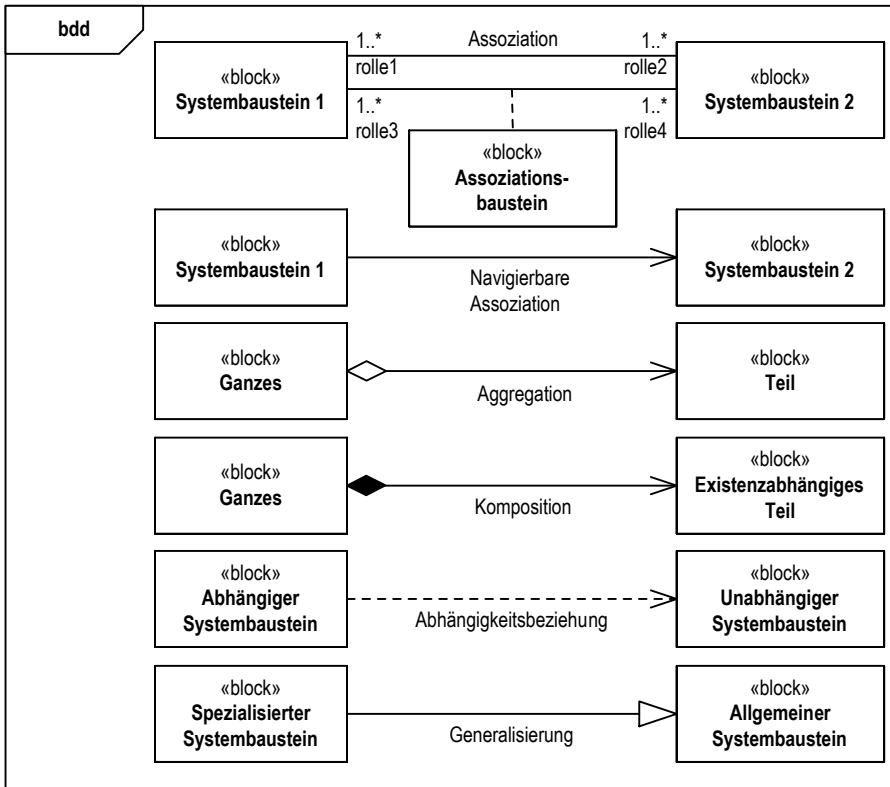 bdd
1..*
Assoziation
1..*
rolle1
rolle2
«block»
Systembaustein 1
«block»
Systembaustein 2
1..*
rolle3
1..*
rolle4
«block»
Assoziations-
baustein
«block»
Systembaustein 1
Navigierbare
Assoziation
«block»
Systembaustein 2
«block»
Ganzes
Aggregation
«block»
Teil
«block»
Ganzes
Komposition
«block»
Existenzabhängiges
Teil
«block»
Abhängiger
Systembaustein
Abhängigkeitsbeziehung
«block»
Unabhängiger
Systembaustein
«block»
Spezialisierter
Systembaustein
Generalisierung
«block»
Allgemeiner
Systembaustein